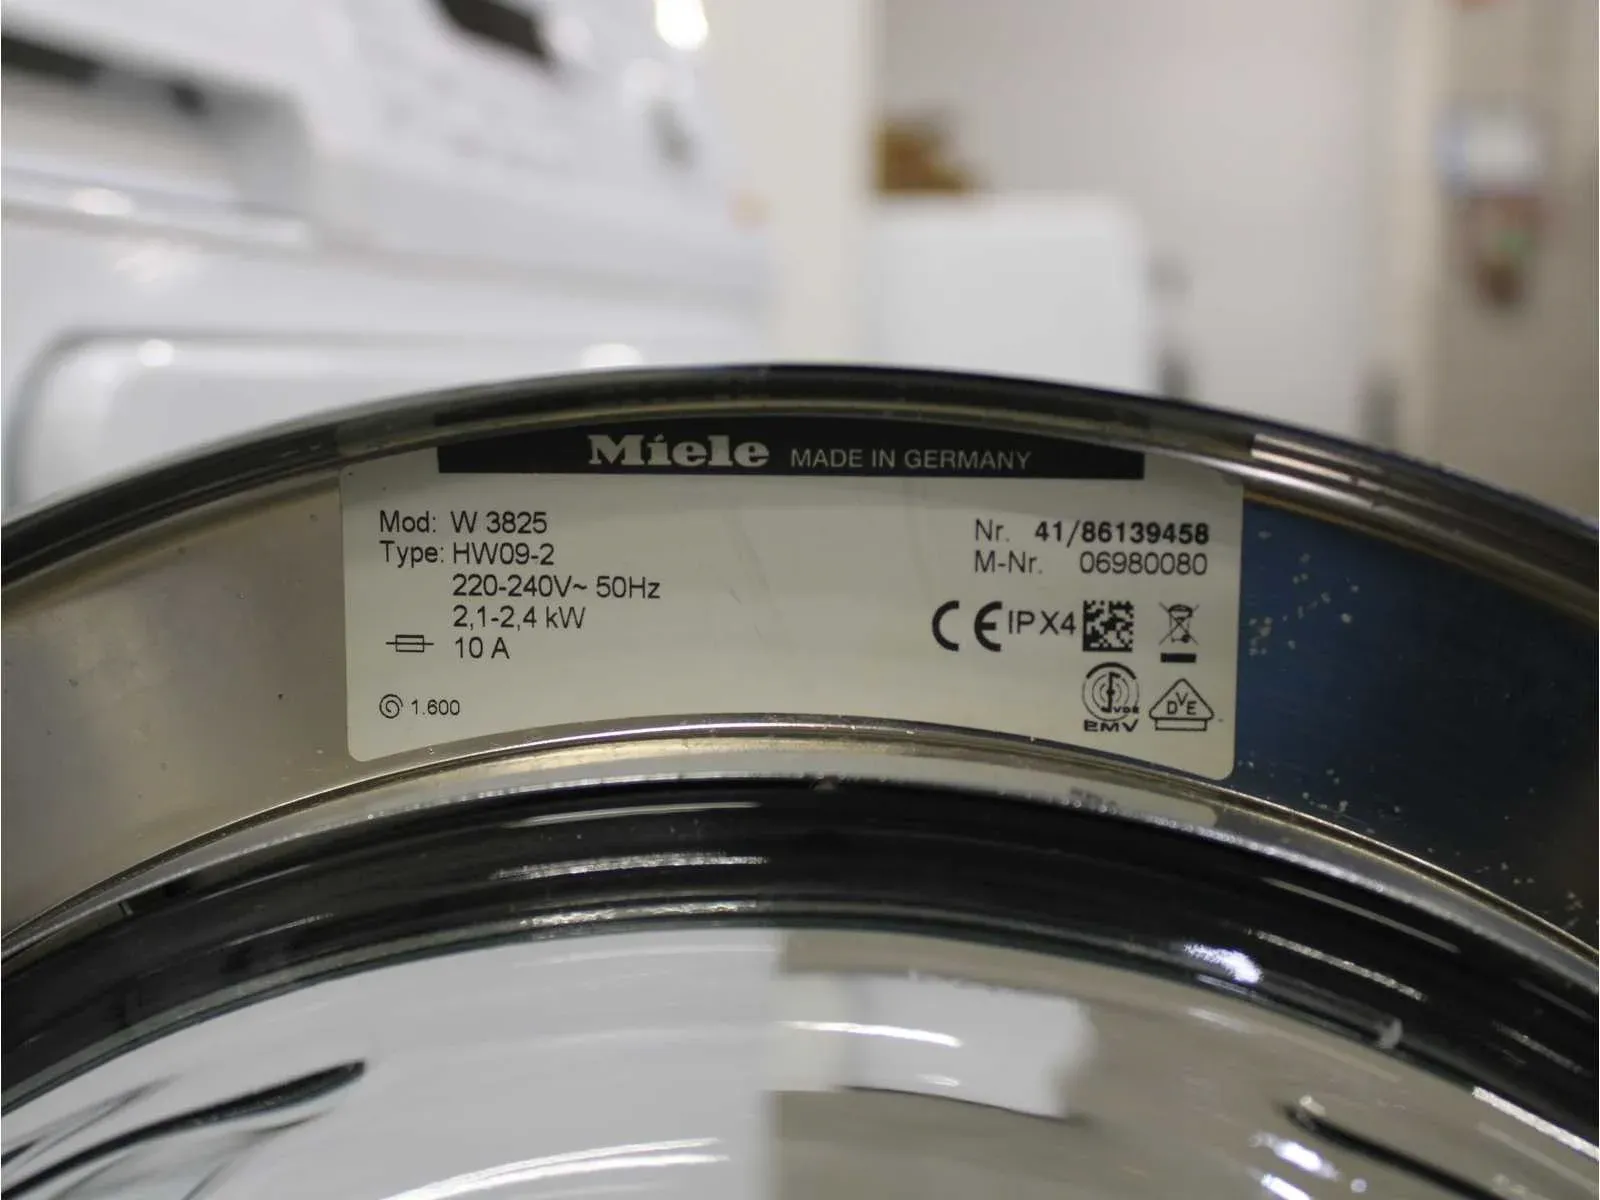 Miele MADE IN GERMANY
Mod: W 3825
Type: HW09-2
220-240V~ 50Hz
2,1-2,4 kW
10 A
1.600
Nr. 41/86139458
M-Nr. 06980080
CE IPX4
VDE
EMV
DVE